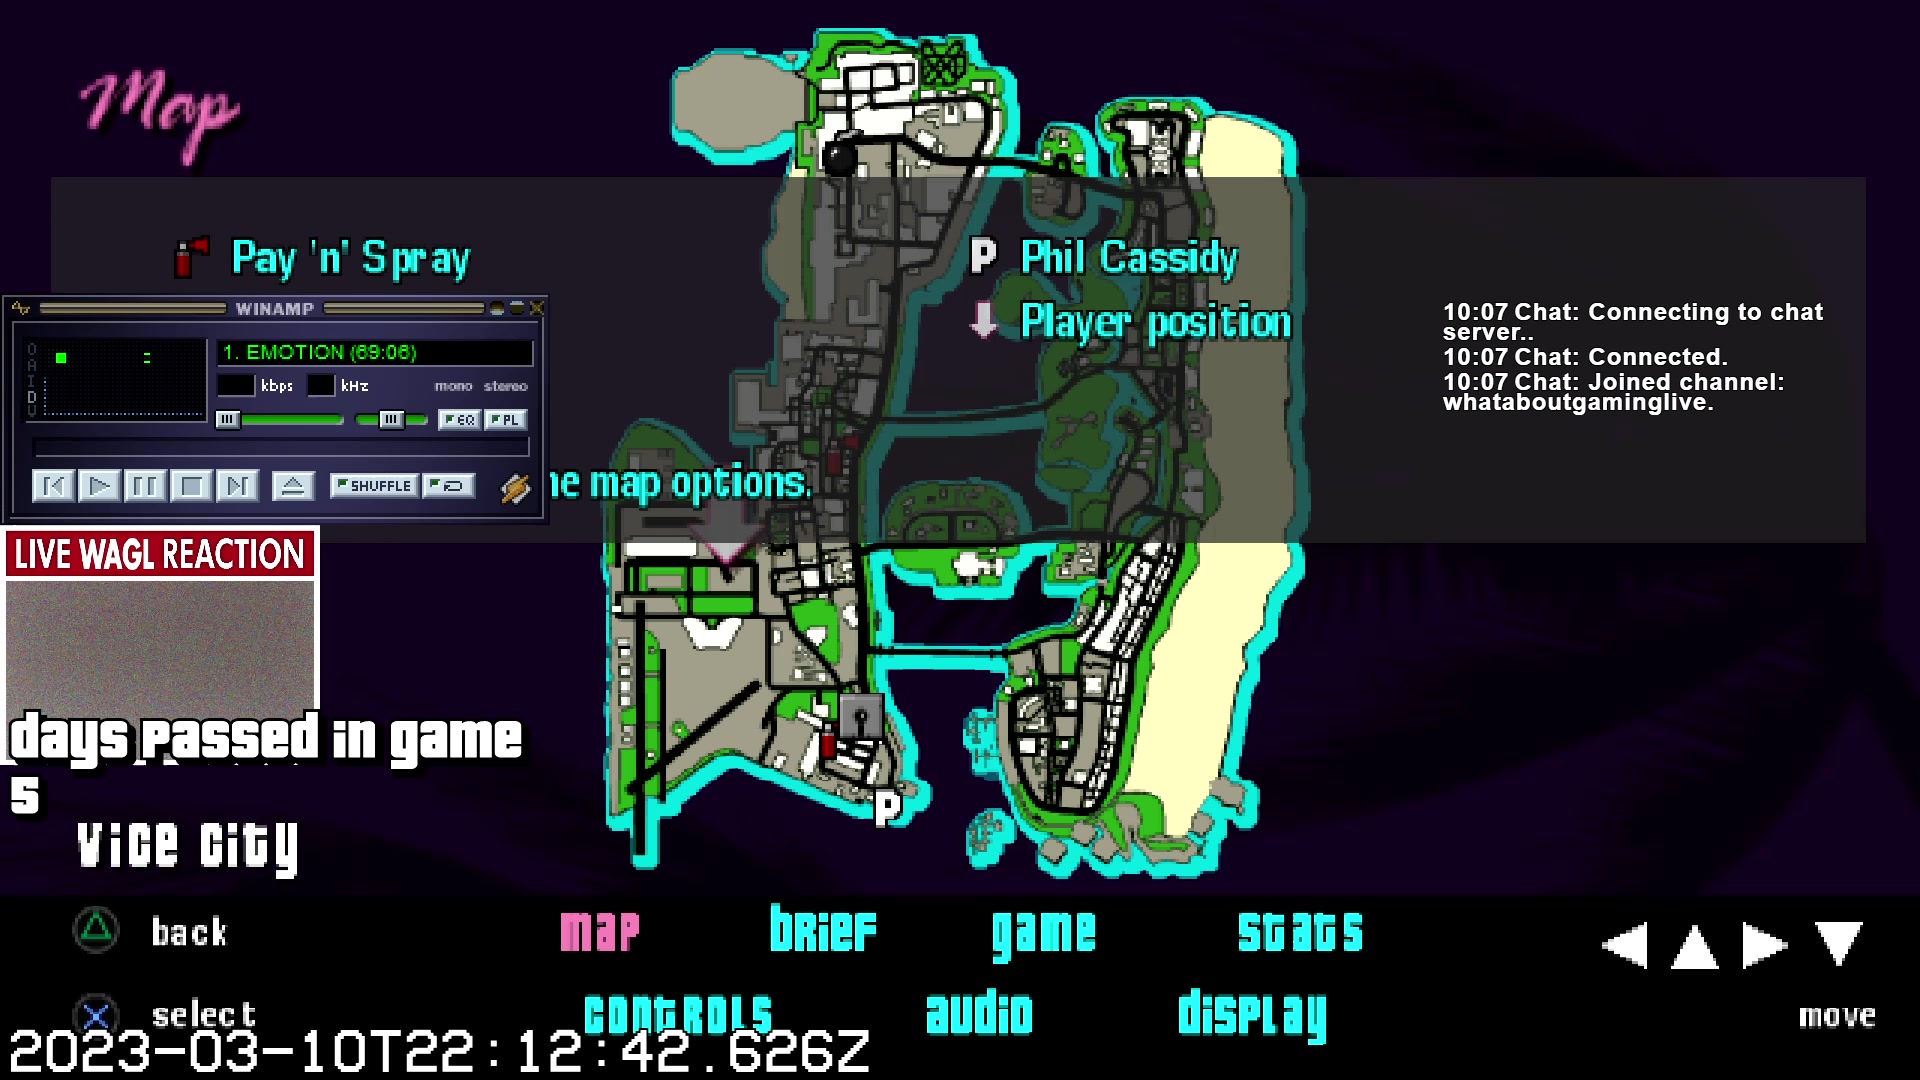 Map
Pay 'n' Spray
P Phil Cassidy
Player position
WINAMP
O
A
I
D
U
1. EMOTION (69:06)
kbps kHz mono stereo
EQ PL
SHUFFLE
10:07 Chat: Connecting to chat
server..
10:07 Chat: Connected.
10:07 Chat: Joined channel:
whataboutgaminglive.
map options.
LIVE WAGL REACTION
days passed in game
5
P
Vice City
back
map brief game stats
select
controls audio display
move
2023-03-10T22:12:42.626Z